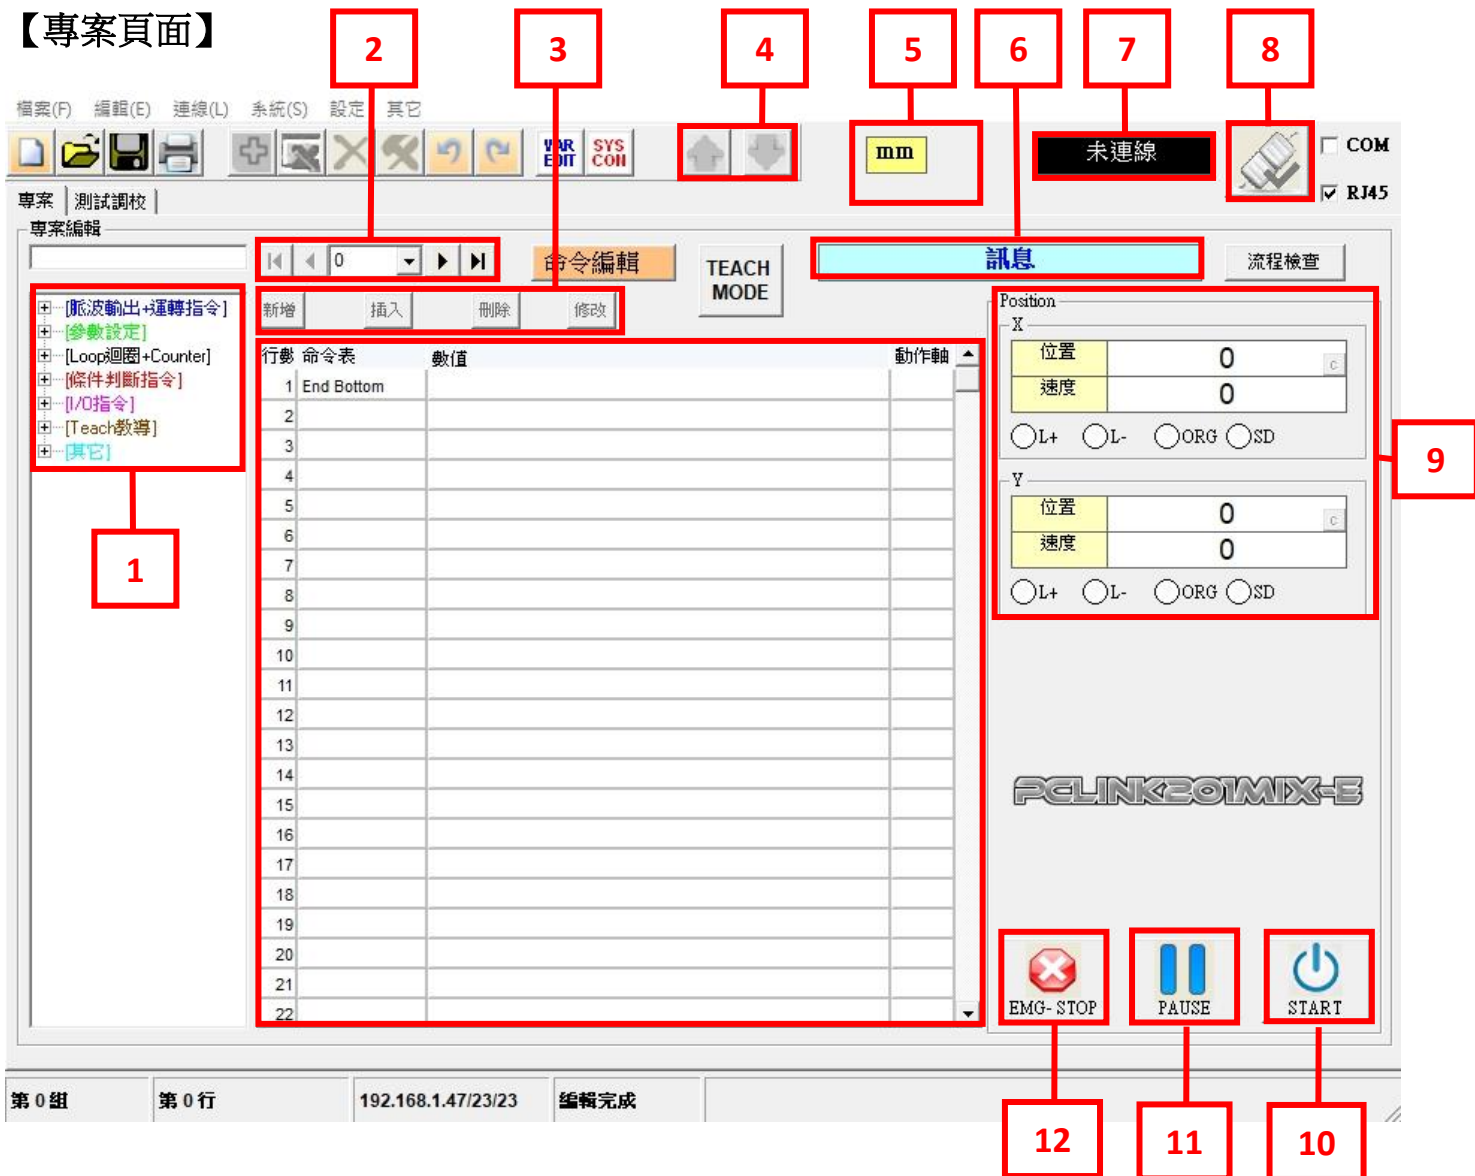 【專案頁面】
2 3 4 5 6 7 8
檔案(F) 編輯(E) 連線(L) 系統(S) 設定 其它
VAR EDIT SYS CON mm 未連線 COM
RJ45
專案 測試調校
專案編輯
0 命令編輯 TEACH MODE 訊息 流程檢查
新增 插入 刪除 修改
[脈波輸出+運轉指令]
[參數設定]
[Loop迴圈+Counter]
[條件判斷指令]
[I/O指令]
[Teach教導]
[其它]
1
行數 命令表 數值 動作軸
1 End Bottom
2
3
4
5
6
7
8
9
10
11
12
13
14
15
16
17
18
19
20
21
22
Position
X
位置 0 c
速度 0
L+ L- ORG SD
9
Y
位置 0 c
速度 0
L+ L- ORG SD
PCLINK201MIX-E
EMG-STOP PAUSE START
第 0 組 第 0 行 192.168.1.47/23/23 編輯完成
12 11 10